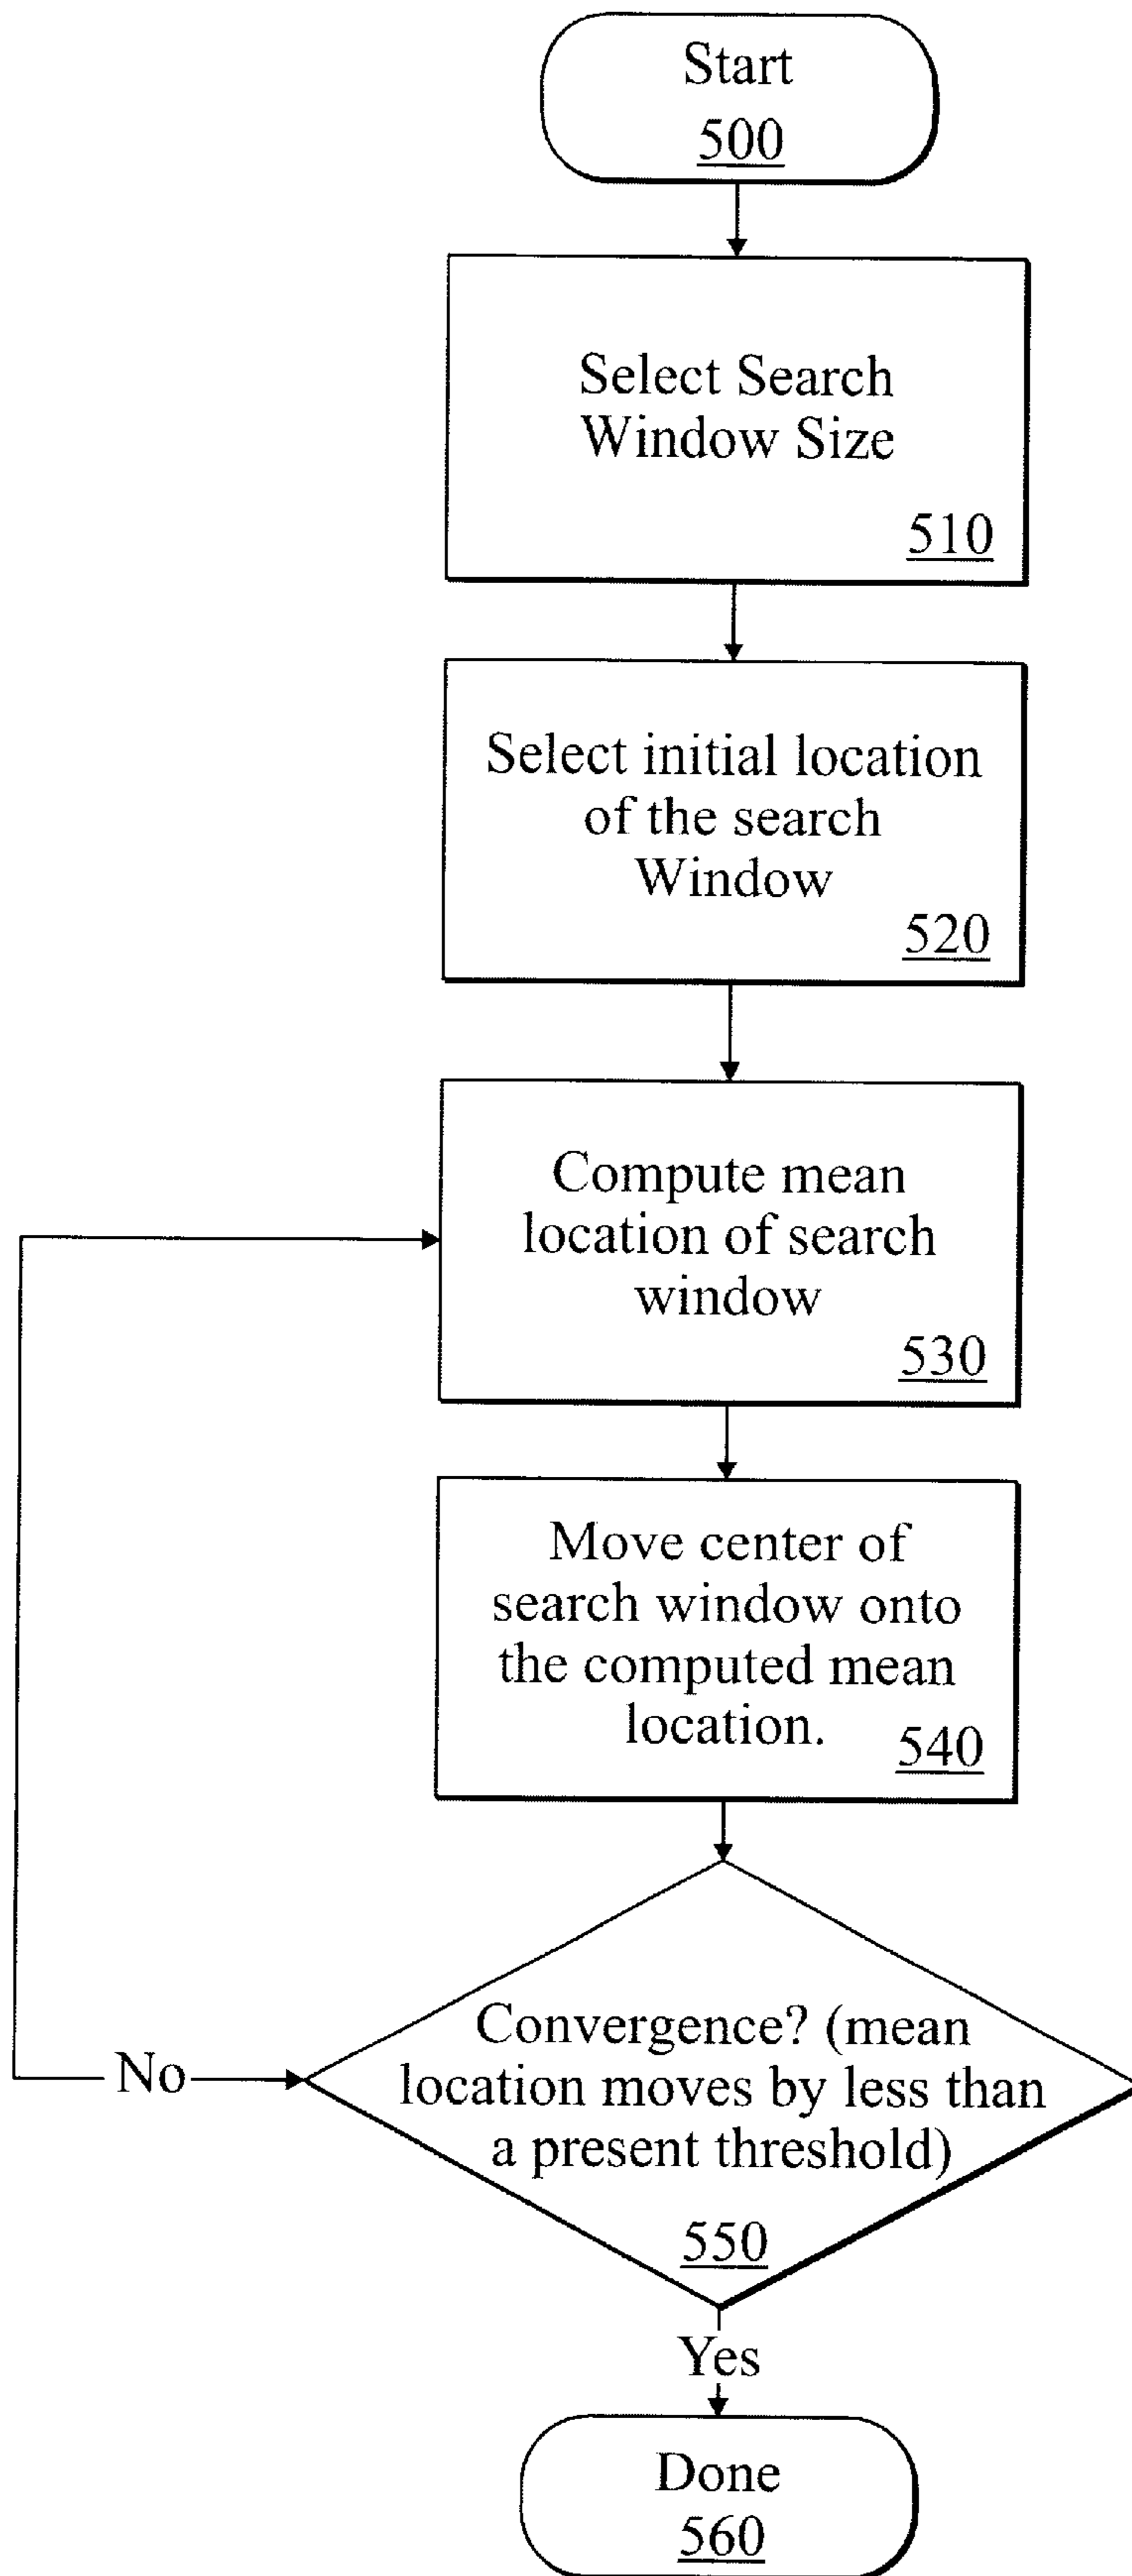 Start
500
Select Search
Window Size
510
Select initial location
of the search
Window
520
Compute mean
location of search
window
530
Move center of
search window onto
the computed mean
location.
540
Convergence? (mean
location moves by less than
a present threshold)
550
No
Yes
Done
560